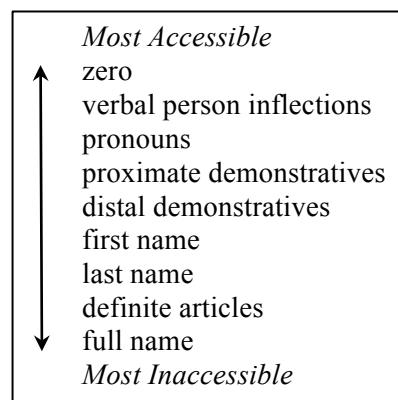 Most Accessible
zero
verbal person inflections
pronouns
proximate demonstratives
distal demonstratives
first name
last name
definite articles
full name
Most Inaccessible